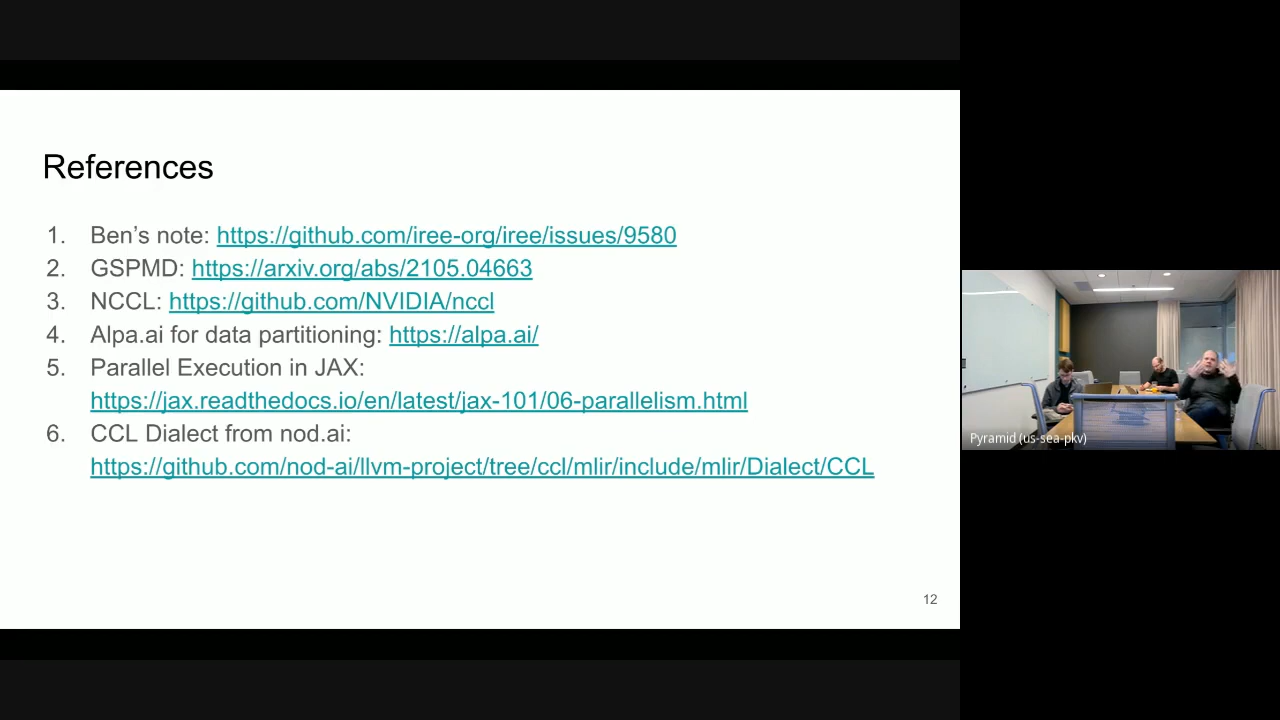 References
1. Ben’s note: https://github.com/iree-org/iree/issues/9580
2. GSPMD: https://arxiv.org/abs/2105.04663
3. NCCL: https://github.com/NVIDIA/nccl
4. Alpa.ai for data partitioning: https://alpa.ai/
5. Parallel Execution in JAX:
https://jax.readthedocs.io/en/latest/jax-101/06-parallelism.html
6. CCL Dialect from nod.ai:
https://github.com/nod-ai/llvm-project/tree/ccl/mlir/include/mlir/Dialect/CCL
12
Pyramid (us-sea-pkv)